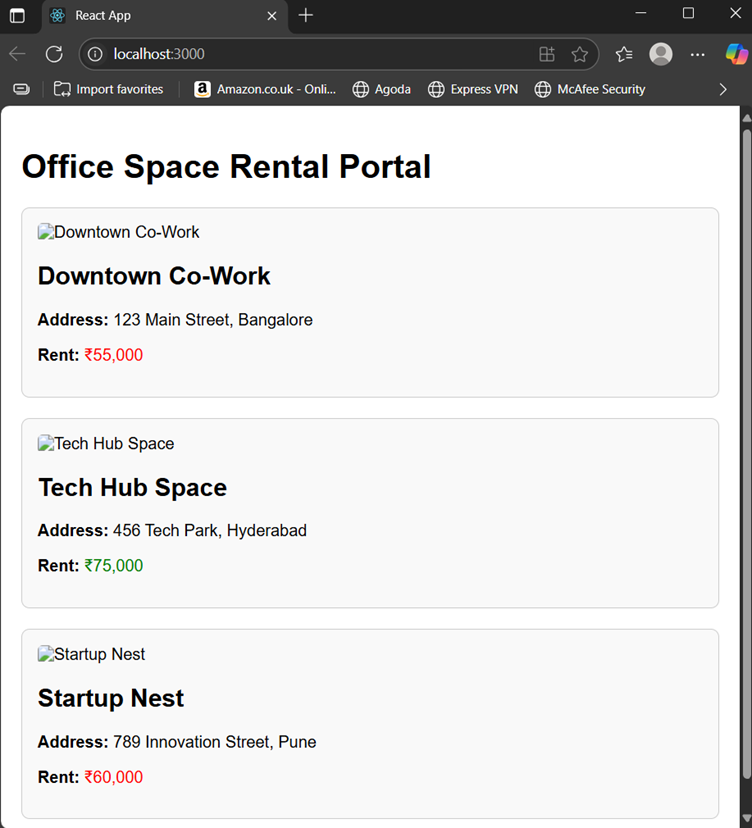 React App
localhost:3000
Import favorites
Amazon.co.uk - Onli...
Agoda
Express VPN
McAfee Security
Office Space Rental Portal
Downtown Co-Work
Downtown Co-Work
Address: 123 Main Street, Bangalore
Rent: ₹55,000
Tech Hub Space
Tech Hub Space
Address: 456 Tech Park, Hyderabad
Rent: ₹75,000
Startup Nest
Startup Nest
Address: 789 Innovation Street, Pune
Rent: ₹60,000